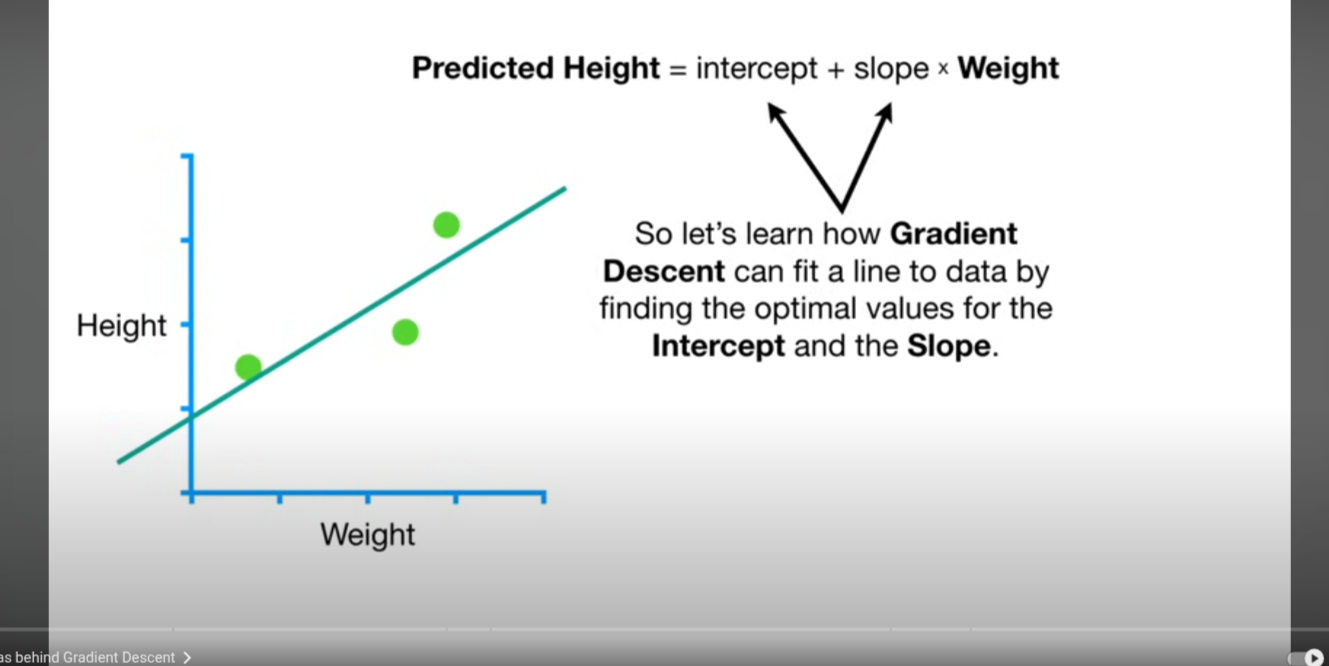 Predicted Height = intercept + slope × Weight
So let's learn how Gradient
Descent can fit a line to data by
finding the optimal values for the
Intercept and the Slope.
Height
Weight
as behind Gradient Descent